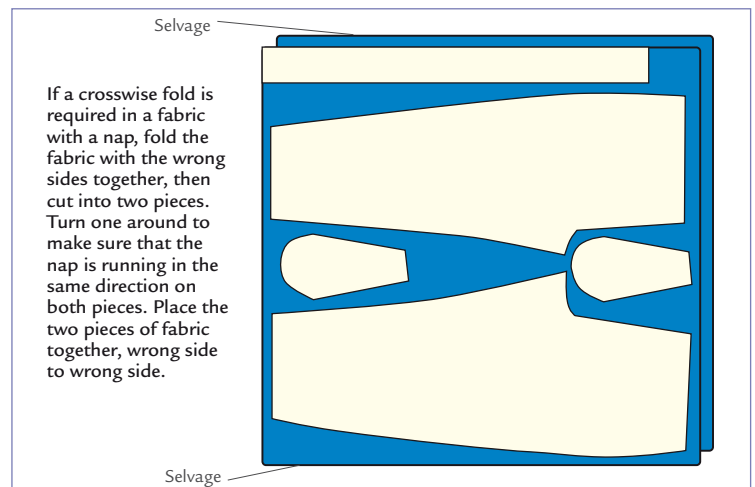 Selvage
If a crosswise fold is
required in a fabric
with a nap, fold the
fabric with the wrong
sides together, then
cut into two pieces.
Turn one around to
make sure that the
nap is running in the
same direction on
both pieces. Place the
two pieces of fabric
together, wrong side
to wrong side.
Selvage